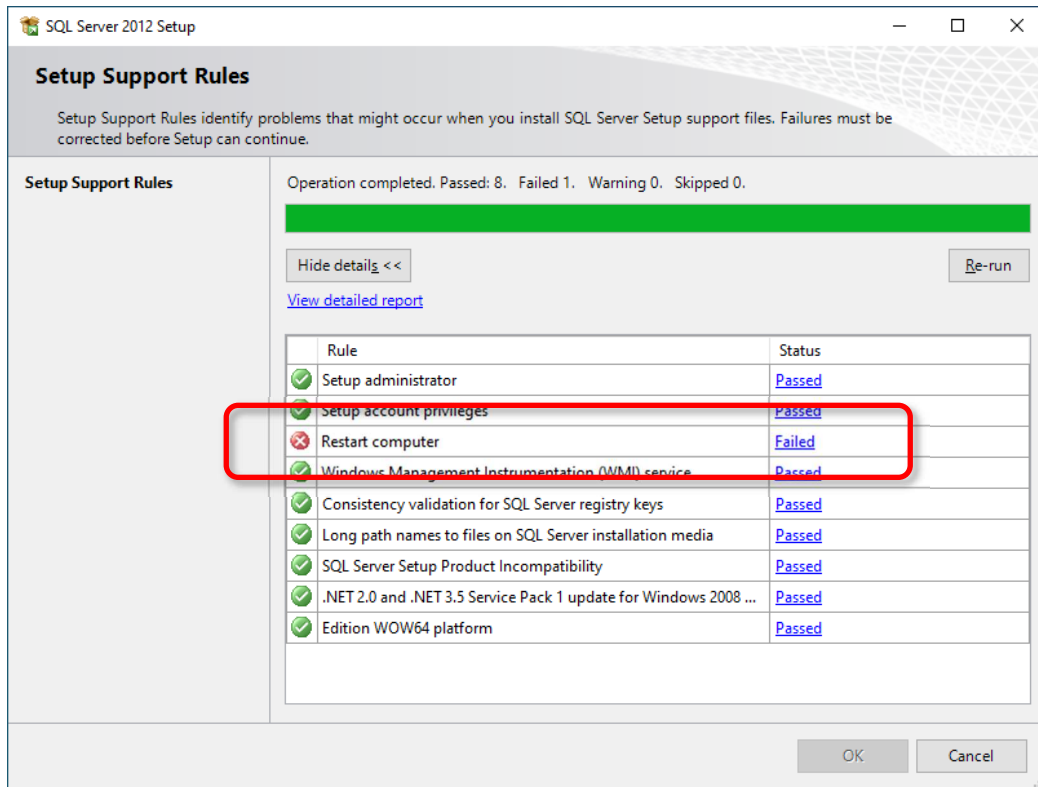 SQL Server 2012 Setup
Setup Support Rules
Setup Support Rules identify problems that might occur when you install SQL Server Setup support files. Failures must be
corrected before Setup can continue.
Setup Support Rules
Operation completed. Passed: 8.   Failed 1.   Warning 0.   Skipped 0.
Hide details <<
Re-run
View detailed report
Rule Status
Setup administrator Passed
Setup account privileges Passed
Restart computer Failed
Windows Management Instrumentation (WMI) service Passed
Consistency validation for SQL Server registry keys Passed
Long path names to files on SQL Server installation media Passed
SQL Server Setup Product Incompatibility Passed
.NET 2.0 and .NET 3.5 Service Pack 1 update for Windows 2008 ... Passed
Edition WOW64 platform Passed
OK Cancel